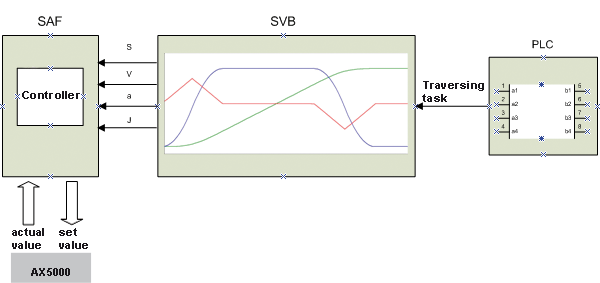 SAF
SVB
PLC
S
V
a
J
Controller
Traversing
task
1 a1 b1 5
2 a2 b2 6
3 a3 b3 7
4 a4 b4 8
actual
value
set
value
AX5000